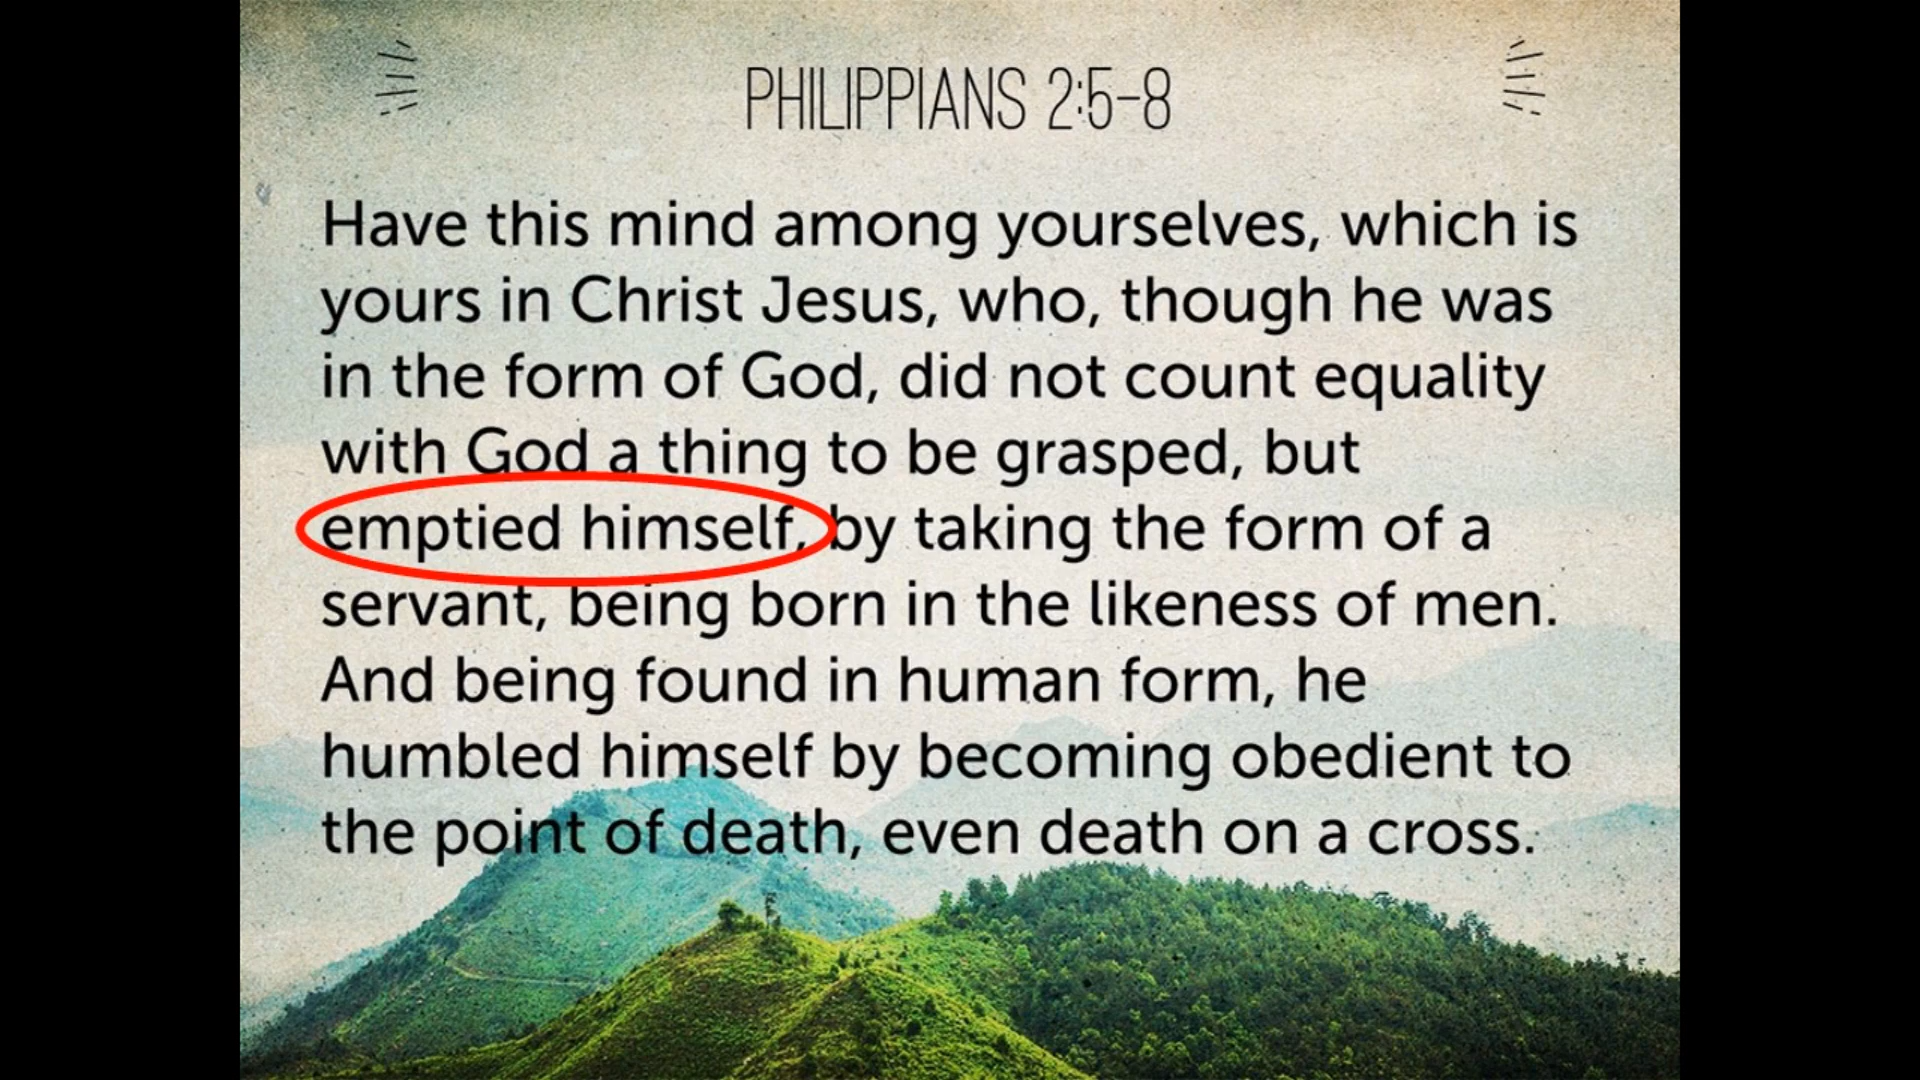 PHILIPPIANS 2:5-8
Have this mind among yourselves, which is
yours in Christ Jesus, who, though he was
in the form of God, did not count equality
with God a thing to be grasped, but
emptied himself, by taking the form of a
servant, being born in the likeness of men.
And being found in human form, he
humbled himself by becoming obedient to
the point of death, even death on a cross.